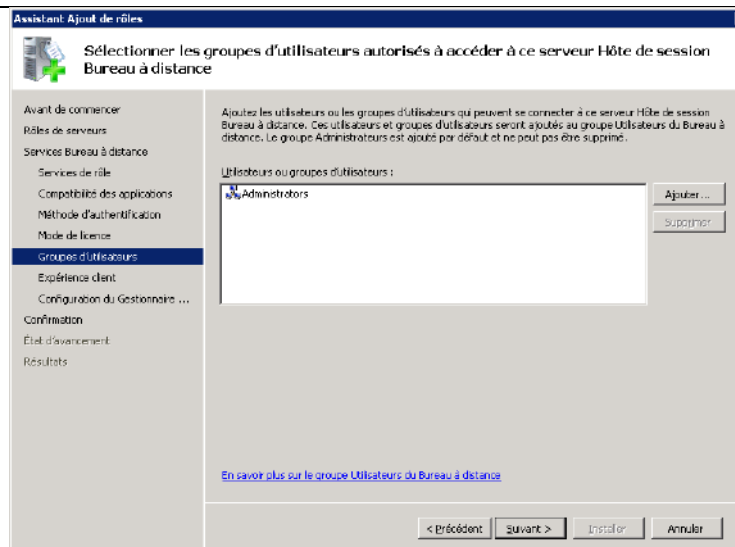 Assistant Ajout de rôles
Sélectionner les groupes d'utilisateurs autorisés à accéder à ce serveur Hôte de session
Bureau à distance
Avant de commencer
Rôles de serveurs
Services Bureau à distance
Services de rôle
Compatibilité des applications
Méthode d'authentification
Mode de licence
Groupes d'utilisateurs
Expérience client
Configuration du Gestionnaire ...
Confirmation
État d'avancement
Résultats
Ajoutez les utilisateurs ou les groupes d'utilisateurs qui peuvent se connecter à ce serveur Hôte de session
Bureau à distance. Ces utilisateurs et groupes d'utilisateurs seront ajoutés au groupe Utilisateurs du Bureau à
distance. Le groupe Administrateurs est ajouté par défaut et ne peut pas être supprimé.
Utilisateurs ou groupes d'utilisateurs :
Administrators
Ajouter...
Supprimer
En savoir plus sur le groupe Utilisateurs du Bureau à distance
< Précédent
Suivant >
Installer
Annuler